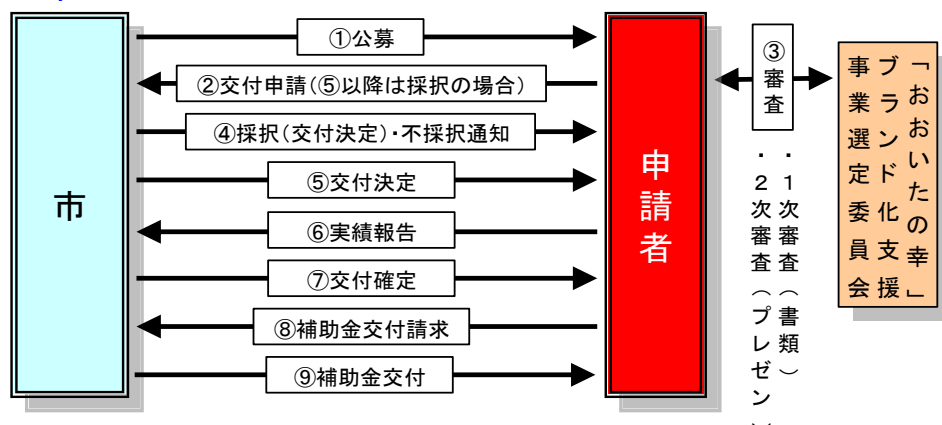 市
①公募
②交付申請(⑤以降は採択の場合)
④採択(交付決定)・不採択通知
⑤交付決定
⑥実績報告
⑦交付確定
⑧補助金交付請求
⑨補助金交付
申請者
③審査
・1次審査(書類)
・2次審査(プレゼン)
「おおいたの幸」
ブランド化支援
事業選定委員会